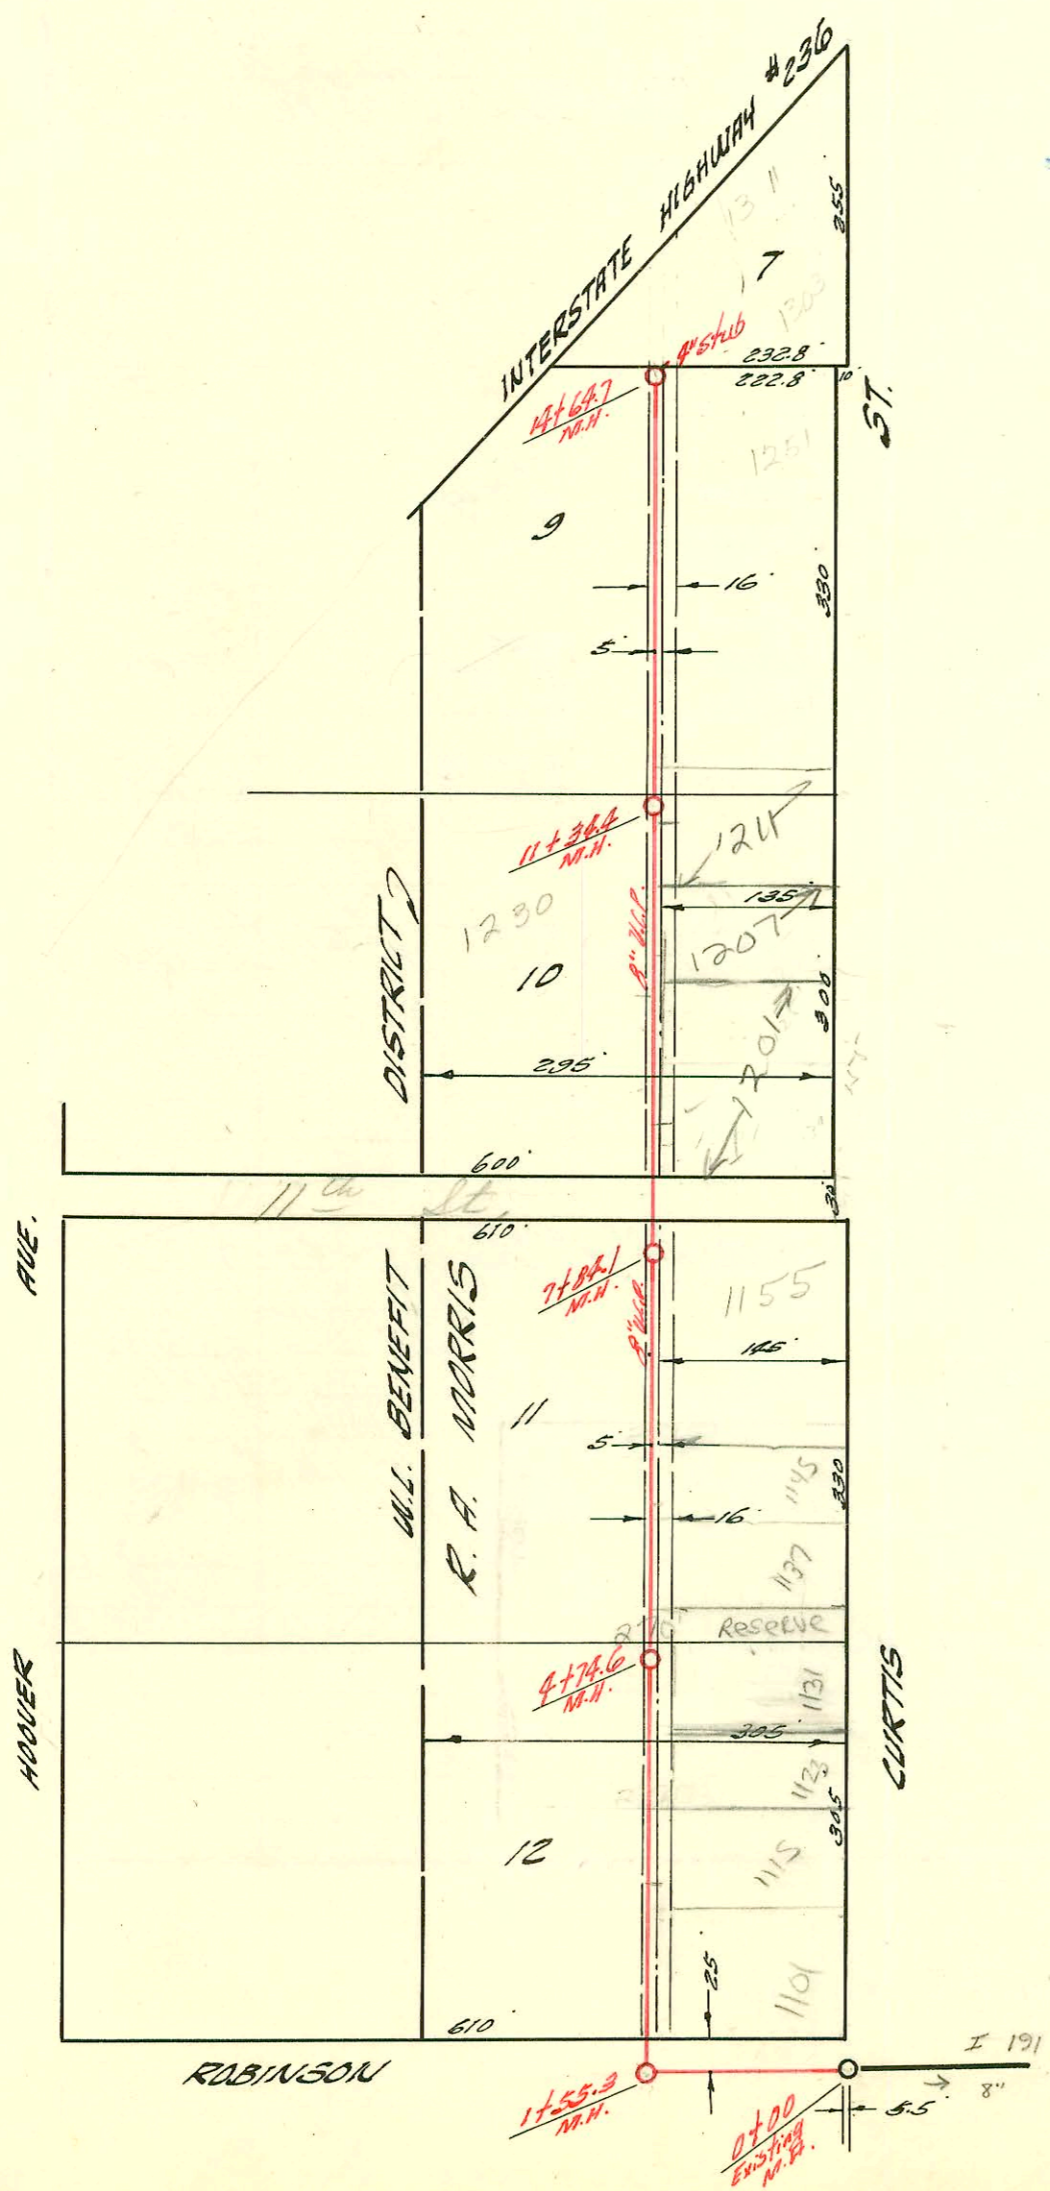 INTERSTATE HIGHWAY #236
1311
355
7
1303
4" Stub
232.8'
222.8'
10'
14+64.7
M.H.
ST.
1251
9
16'
330'
5'
11+34.4
M.H.
1211
135'
1230
8" V.C.P.
1207
10
300'
DISTRICT 2
1201
295'
600'
11th St.
30'
610'
AVE.
7+84.1
M.H.
1155
8" V.C.P.
145'
W.L. BENEFIT
R. A. MORRIS
11
5'
1145
330
16'
1137
270
Reserve
4+74.6
M.H.
1131
HOOVER
CURTIS
305'
1123
305
12
1115
25'
1101
610'
I 191
ROBINSON
8"
1+55.3
M.H.
5.5'
0+00
Existing
M.H.